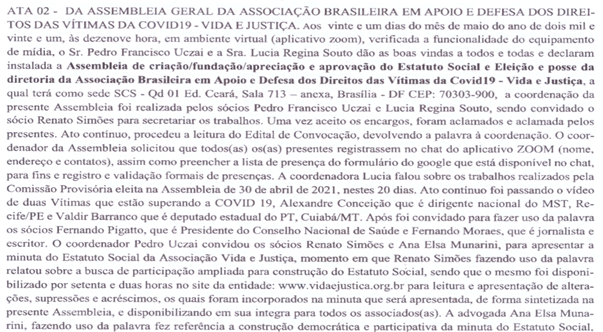 ATA 02 - DA ASSEMBLEIA GERAL DA ASSOCIAÇÃO BRASILEIRA EM APOIO E DEFESA DOS DIREI-
TOS DAS VÍTIMAS DA COVID19 - VIDA E JUSTIÇA. Aos vinte e um dias do mês de maio do ano de dois mil e
vinte e um, às dezenove hora, em ambiente virtual (aplicativo zoom), verificada a funcionalidade do equipamento
de mídia, o Sr. Pedro Francisco Uczai e a Sra. Lucia Regina Souto dão as boas vindas a todos e todas e declaram
instalada a Assembleia de criação/fundação/apreciação e aprovação do Estatuto Social e Eleição e posse da
diretoria da Associação Brasileira em Apoio e Defesa dos Direitos das Vítimas da Covid19 - Vida e Justiça, a
qual terá como sede SCS - Qd 01 Ed. Ceará, Sala 713 – anexa, Brasília - DF CEP: 70303-900, a coordenação da
presente Assembleia foi realizada pelos sócios Pedro Francisco Uczai e Lucia Regina Souto, sendo convidado o
sócio Renato Simões para secretariar os trabalhos. Uma vez aceito os encargos, foram aclamados e aclamada pelos
presentes. Ato contínuo, procedeu a leitura do Edital de Convocação, devolvendo a palavra à coordenação. O coor-
denador da Assembleia solicitou que todos(as) os(as) presentes registrassem no chat do aplicativo ZOOM (nome,
endereço e contatos), assim como preencher a lista de presença do formulário do google que está disponível no chat,
para fins e registro e validação formais de presenças. A coordenadora Lucia falou sobre os trabalhos realizados pela
Comissão Provisória eleita na Assembleia de 30 de abril de 2021, nestes 20 dias. Ato contínuo foi passando o vídeo
de duas Vítimas que estão superando a COVID 19, Alexandre Conceição que é dirigente nacional do MST, Re-
cife/PE e Valdir Barranco que é deputado estadual do PT, Cuiabá/MT. Após foi convidado para fazer uso da palavra
os sócios Fernando Pigatto, que é Presidente do Conselho Nacional de Saúde e Fernando Moraes, que é jornalista e
escritor. O coordenador Pedro Uczai convidou os sócios Renato Simões e Ana Elsa Munarini, para apresentar a
minuta do Estatuto Social da Associação Vida e Justiça, momento em que Renato Simões fazendo uso da palavra
relatou sobre a busca de participação ampliada para construção do Estatuto Social, sendo que o mesmo foi disponi-
bilizado por setenta e duas horas no site da entidade: www.vidaejustica.org.br para leitura e apresentação de altera-
ções, supressões e acréscimos, os quais foram incorporados na minuta que será apresentada, de forma sintetizada na
presente Assembleia, e disponibilizando em sua íntegra para todos os associados(as). A advogada Ana Elsa Muna-
rini, fazendo uso da palavra fez referência a construção democrática e participativa da minuta do Estatuto Social,